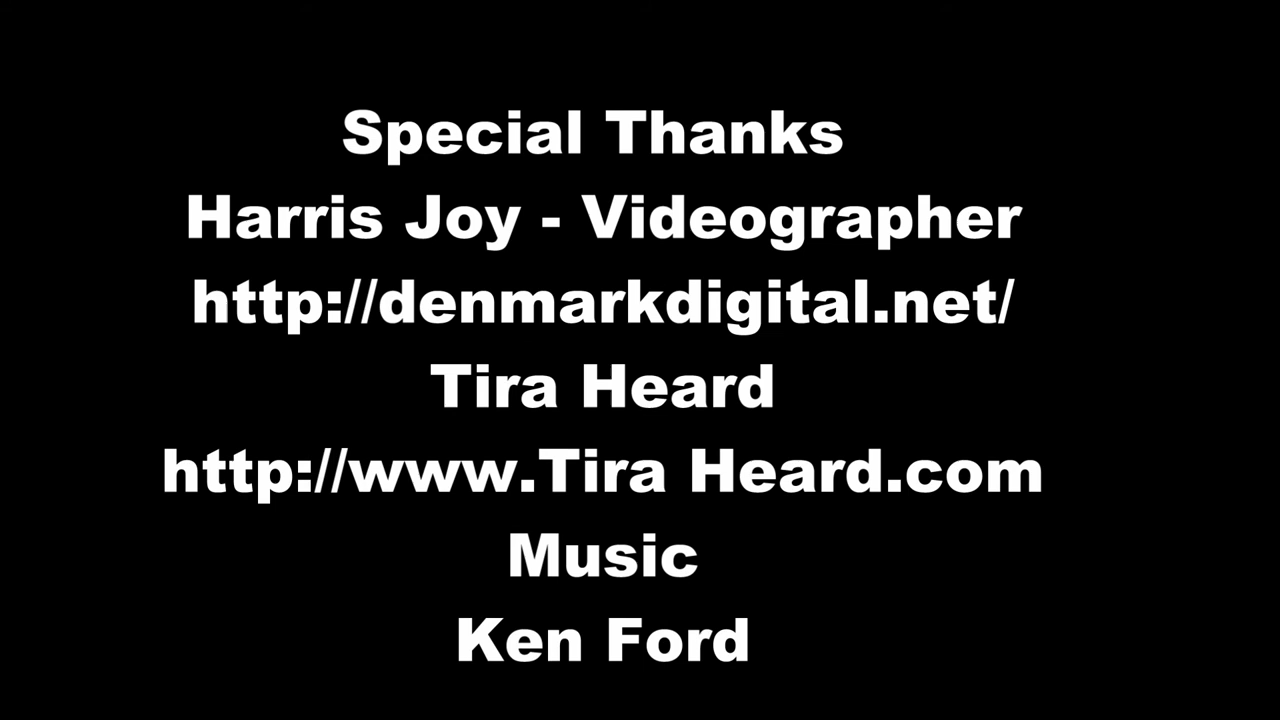 Special Thanks
Harris Joy - Videographer
http://denmarkdigital.net/
Tira Heard
http://www.Tira Heard.com
Music
Ken Ford